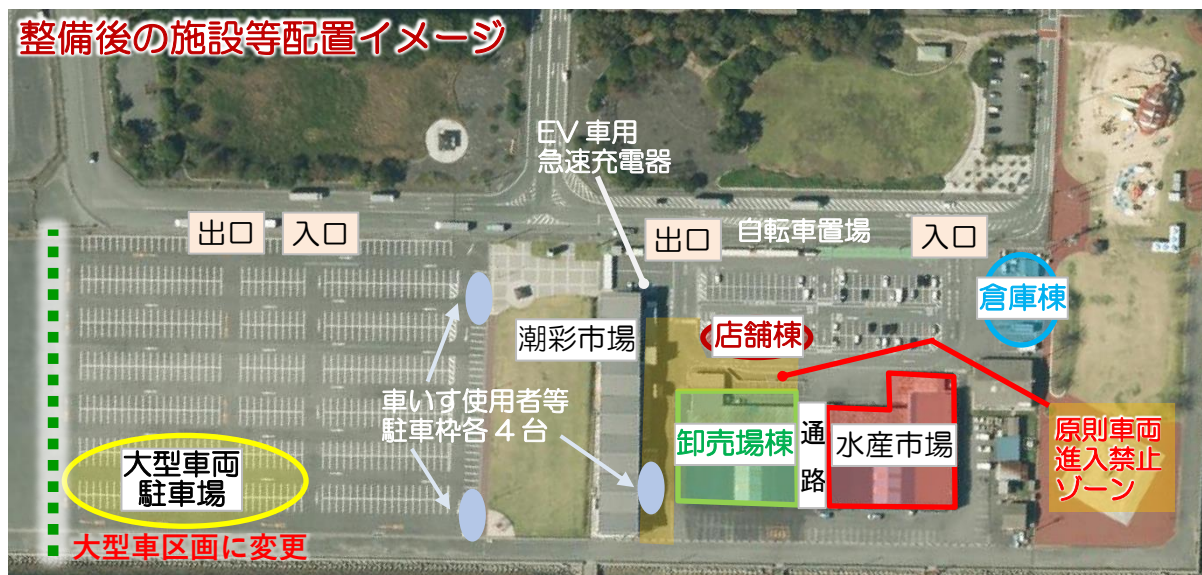 整備後の施設等配置イメージ
EV車用
急速充電器
出口
入口
出口
自転車置場
入口
倉庫棟
潮彩市場
店舗棟
車いす使用者等
駐車枠各4台
卸売場棟
通
路
水産市場
原則車両
進入禁止
ゾーン
大型車両
駐車場
大型車区画に変更